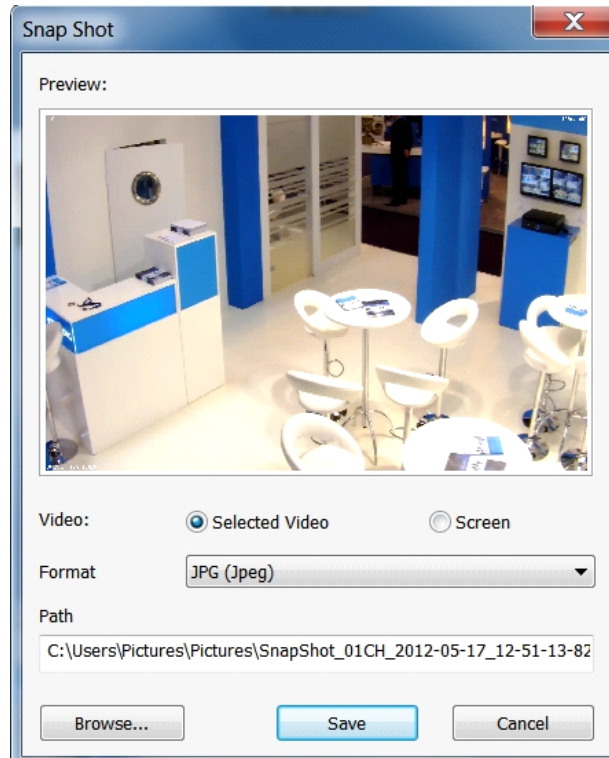 Snap Shot
Preview:
Video: Selected Video Screen
Format JPG (Jpeg)
Path
C:\Users\Pictures\Pictures\SnapShot_01CH_2012-05-17_12-51-13-82
Browse... Save Cancel